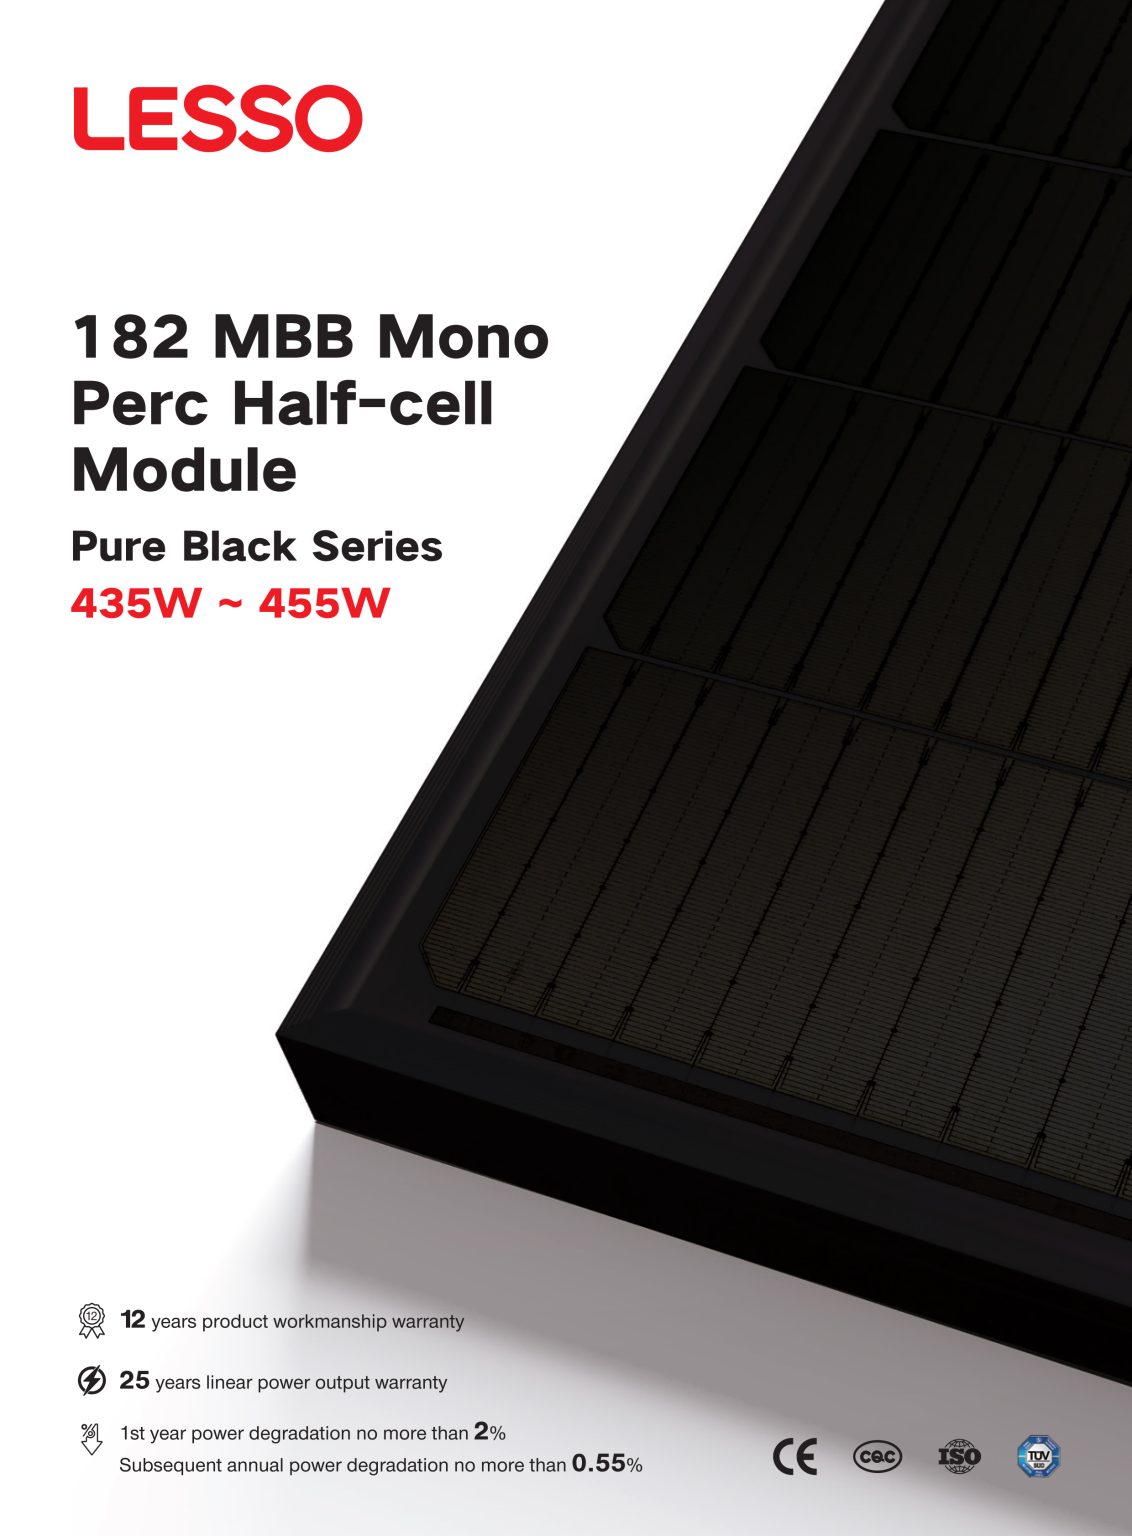 LESSO
182 MBB Mono
Perc Half-cell
Module
Pure Black Series
435W ~ 455W
12
12 years product workmanship warranty
25 years linear power output warranty
1st year power degradation no more than 2%
Subsequent annual power degradation no more than 0.55%
CE
CQC
ISO
TÜV
SÜD